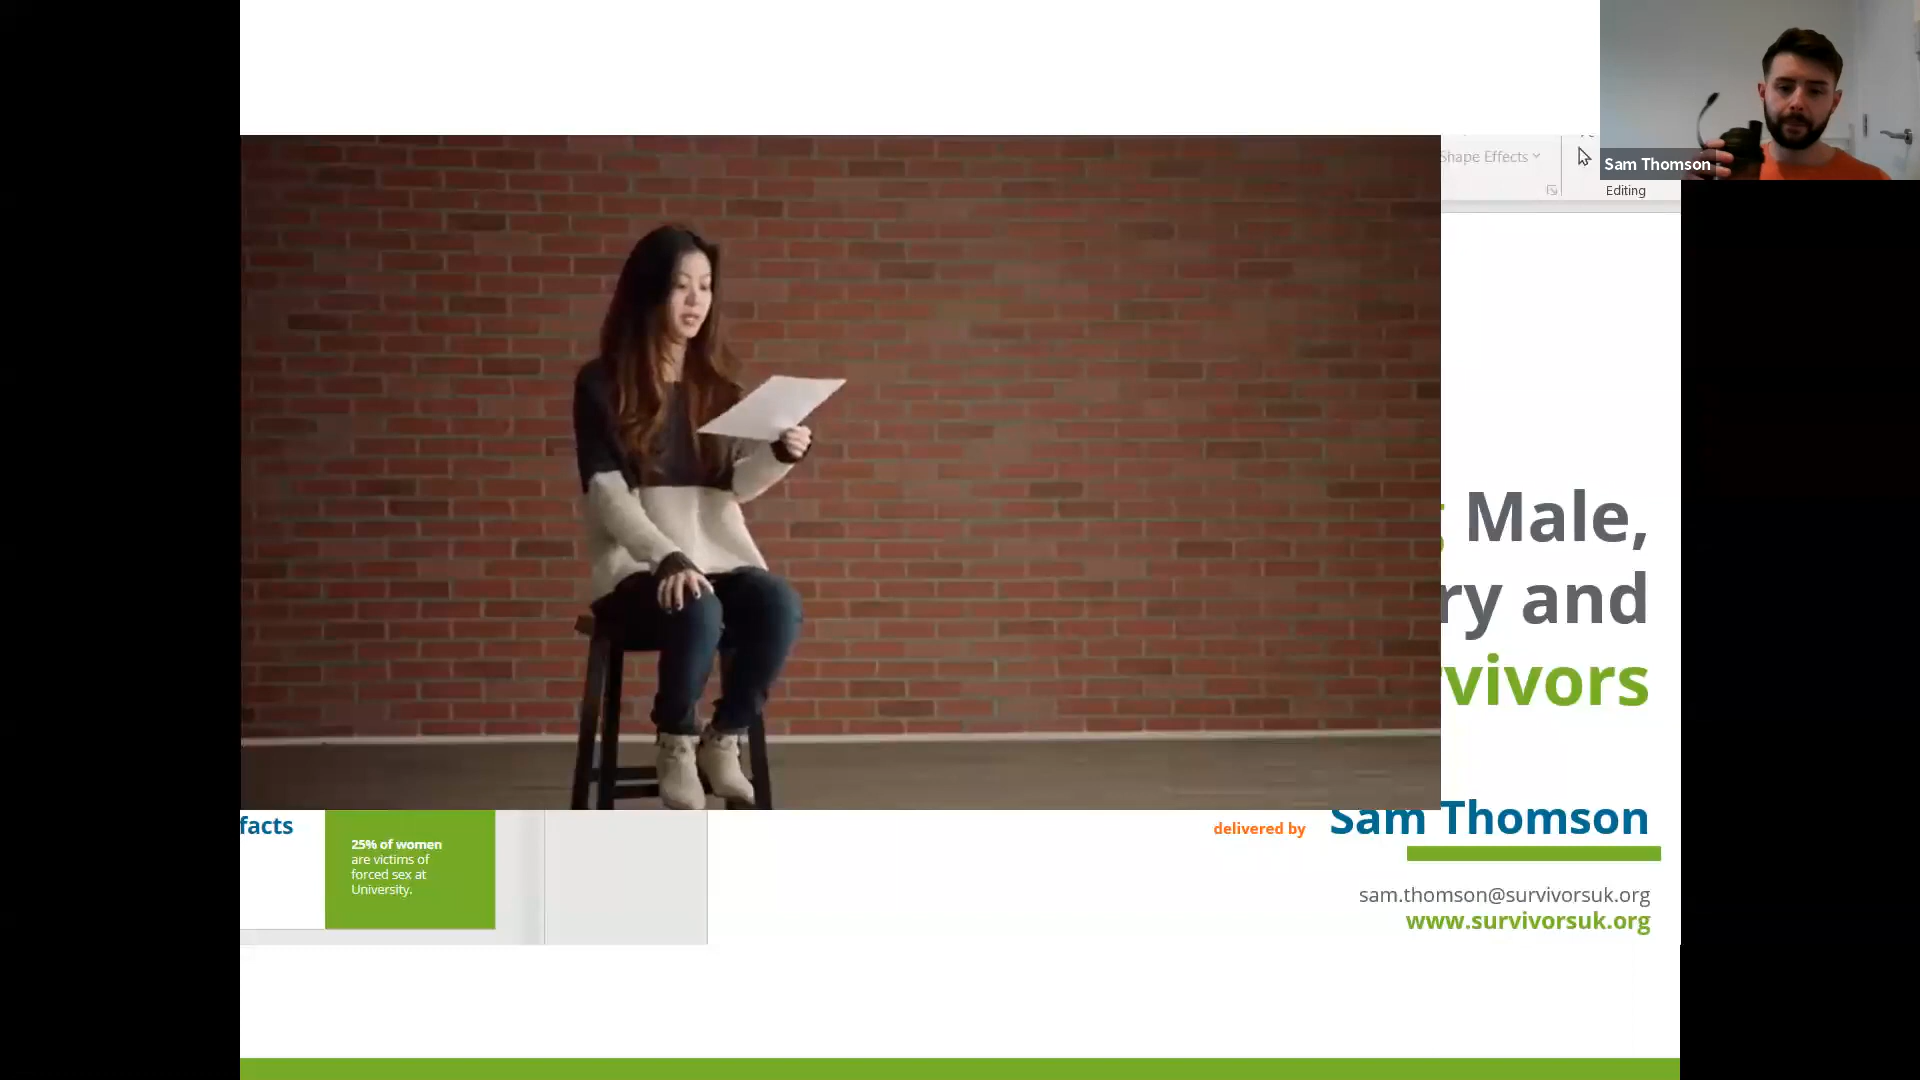 Shape Effects
Sam Thomson
Editing
Male,
ry and
vivors
facts
25% of women
are victims of
forced sex at
University.
delivered by Sam Thomson
sam.thomson@survivorsuk.org
www.survivorsuk.org